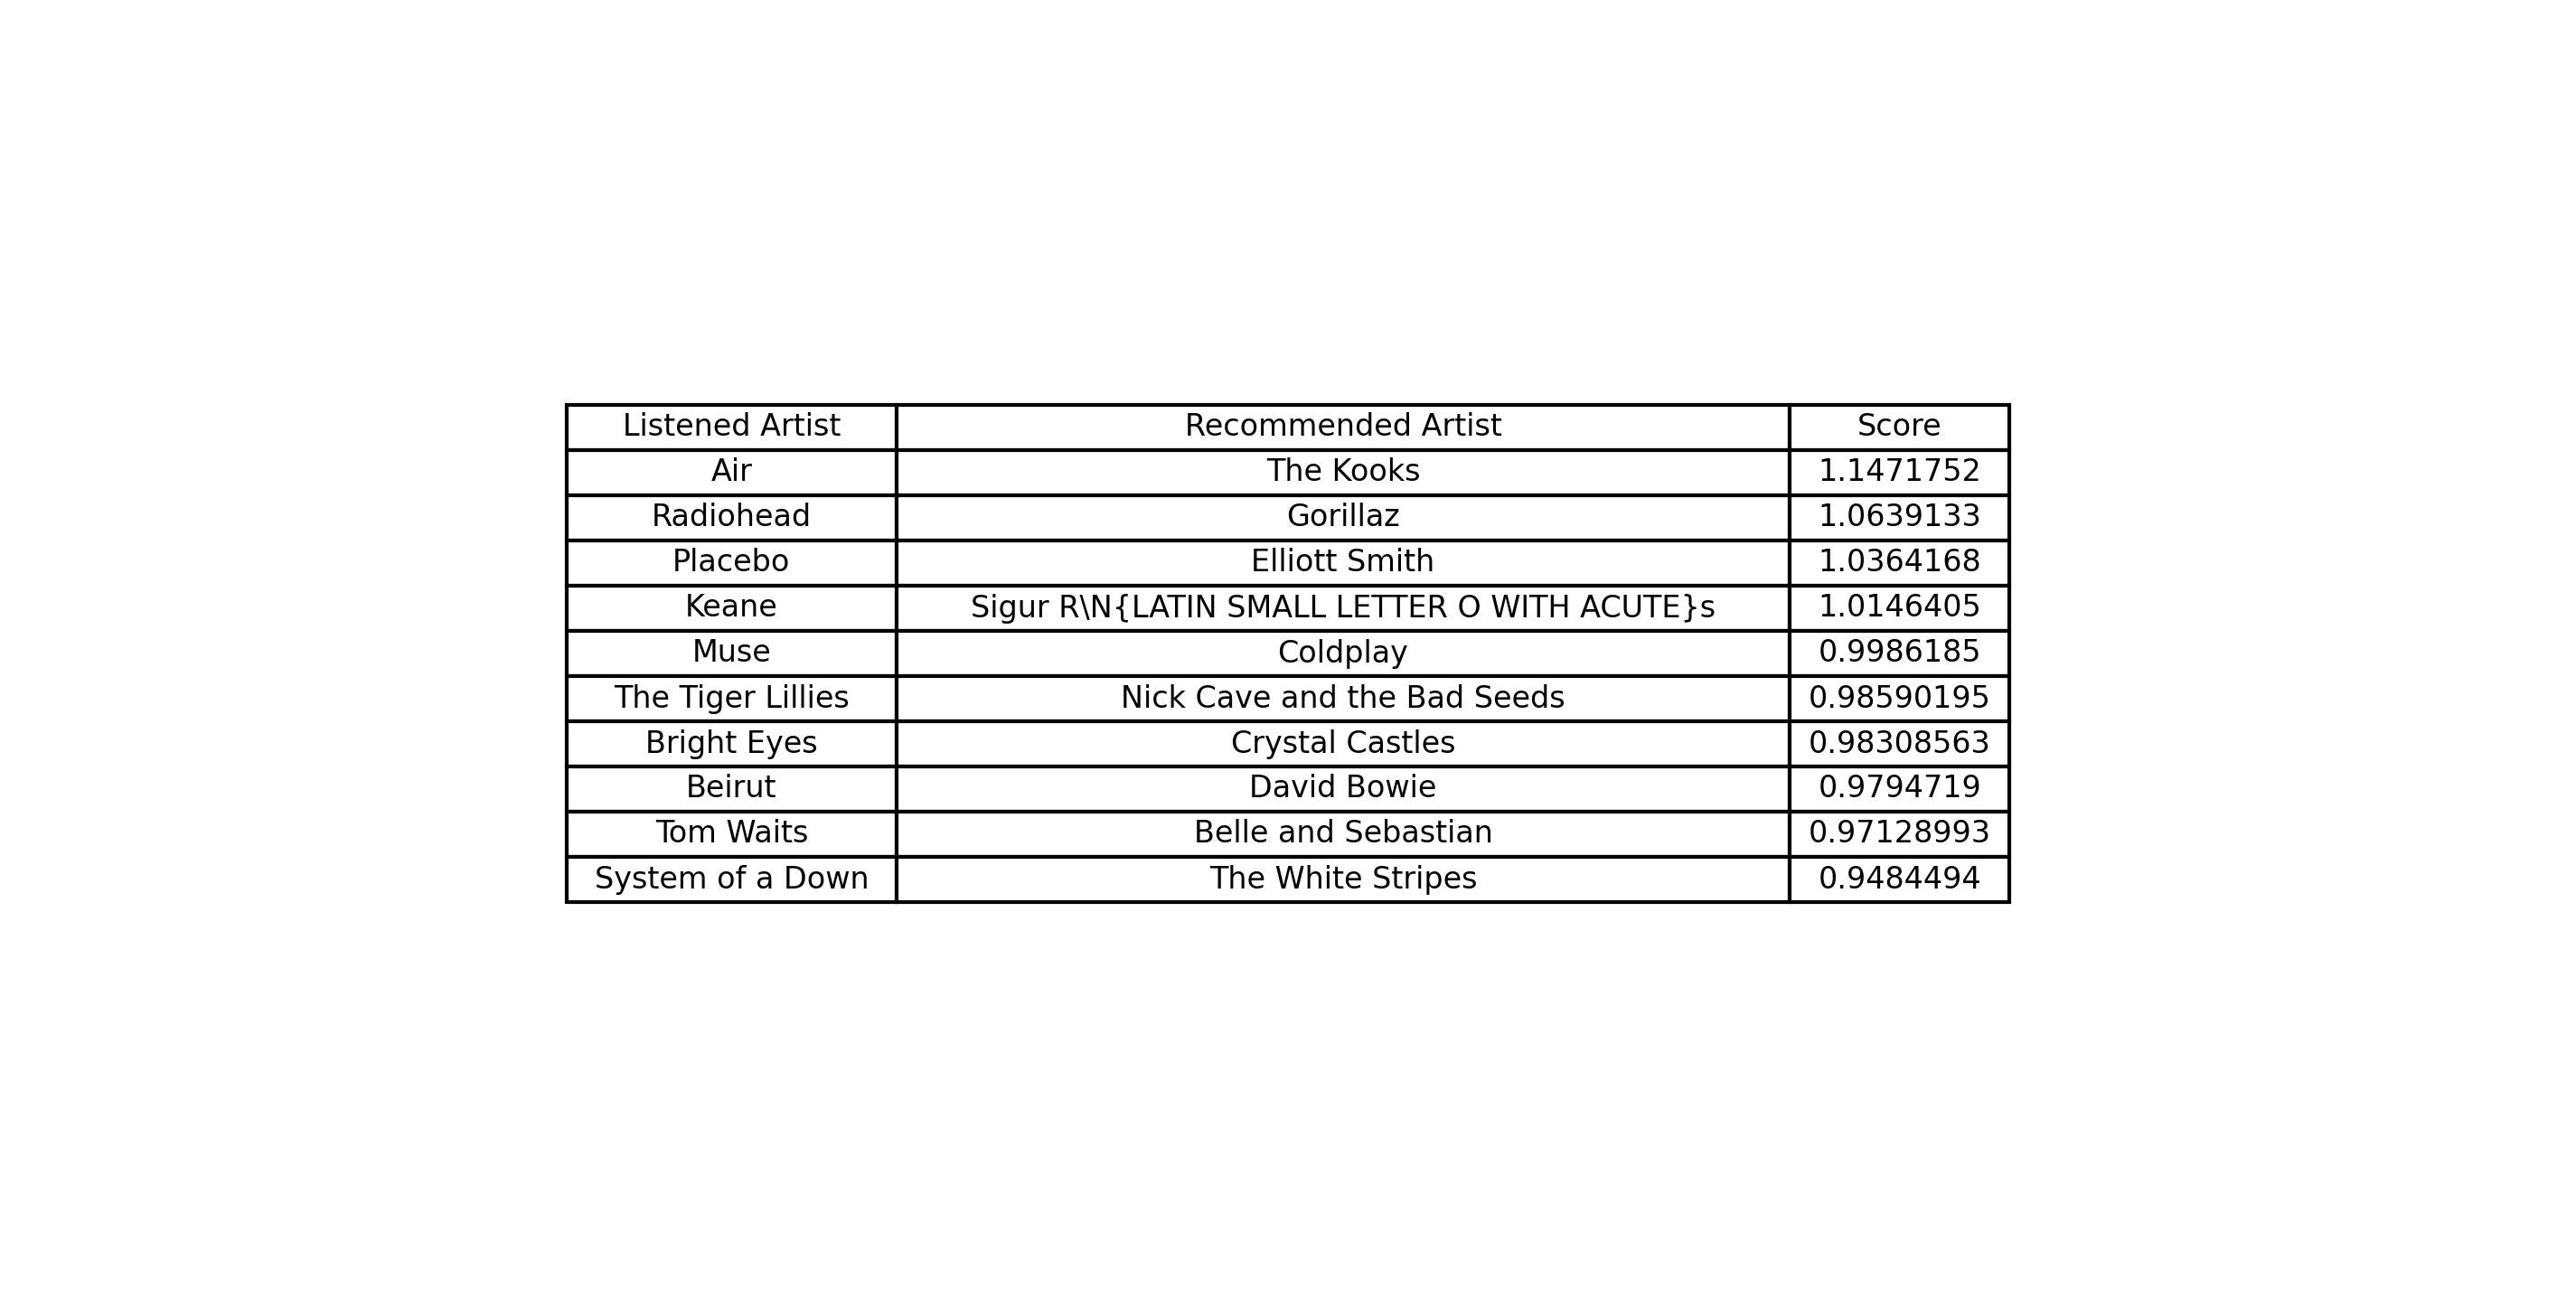 Listened Artist Recommended Artist Score
Air The Kooks 1.1471752
Radiohead Gorillaz 1.0639133
Placebo Elliott Smith 1.0364168
Keane Sigur R\N{LATIN SMALL LETTER O WITH ACUTE}s 1.0146405
Muse Coldplay 0.9986185
The Tiger Lillies Nick Cave and the Bad Seeds 0.98590195
Bright Eyes Crystal Castles 0.98308563
Beirut David Bowie 0.9794719
Tom Waits Belle and Sebastian 0.97128993
System of a Down The White Stripes 0.9484494